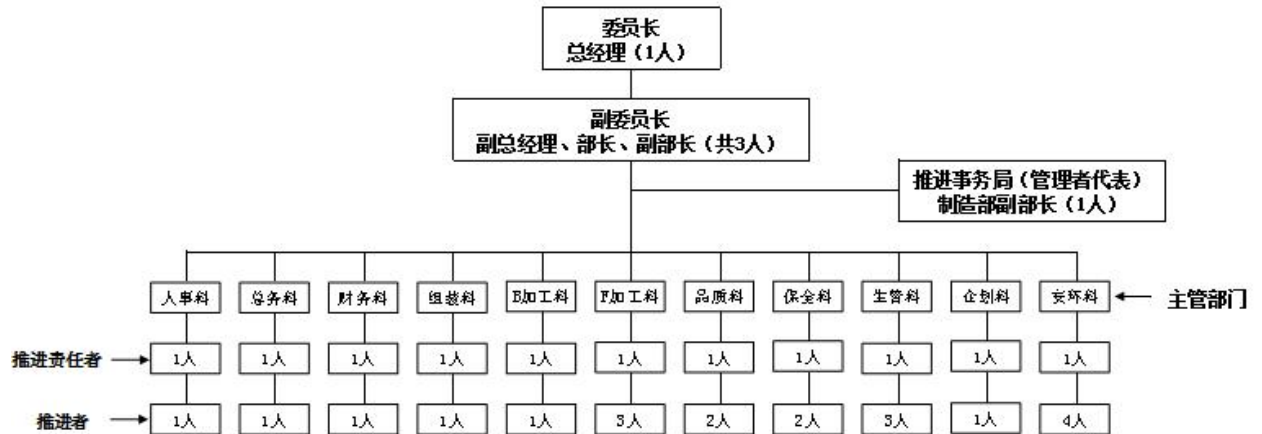 委员长
总经理（1人）
副委员长
副总经理、部长、副部长（共3人）
推进事务局（管理者代表）
制造部副部长（1人）
人事科 总务科 财务科 组装科 B加工科 F加工科 品质科 保全科 生管科 企划科 安环科 主管部门
推进责任者 1人 1人 1人 1人 1人 1人 1人 1人 1人 1人 1人
推进者 1人 1人 1人 1人 1人 3人 2人 2人 3人 1人 4人